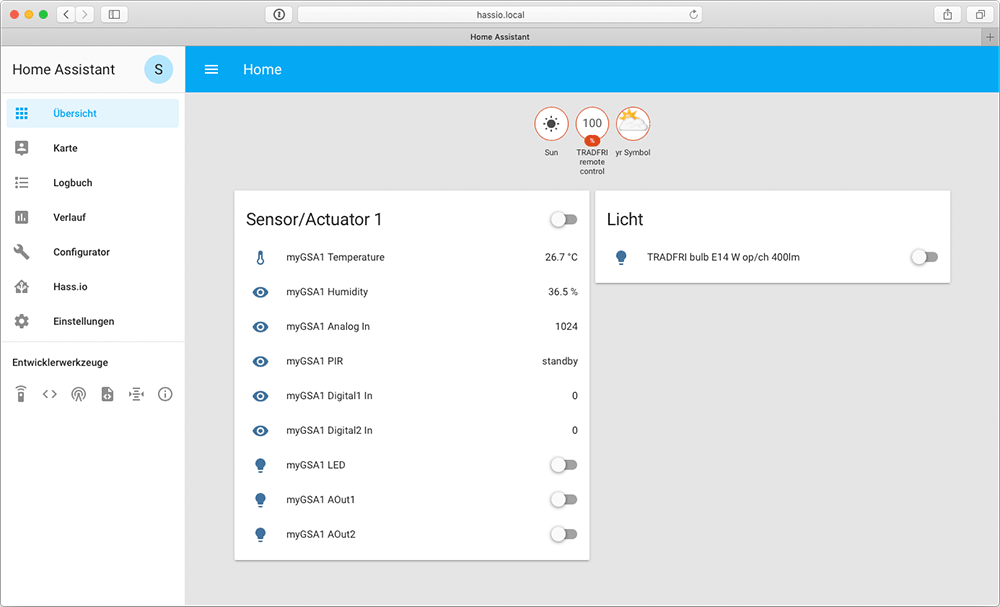 hassio.local
Home Assistant
Home Assistant
S
Home
Übersicht
Karte
Logbuch
Verlauf
Configurator
Hass.io
Einstellungen
Entwicklerwerkzeuge
100
%
Sun
TRADFRI
remote
control
yr Symbol
Sensor/Actuator 1
myGSA1 Temperature 26.7 °C
myGSA1 Humidity 36.5 %
myGSA1 Analog In 1024
myGSA1 PIR standby
myGSA1 Digital1 In 0
myGSA1 Digital2 In 0
myGSA1 LED
myGSA1 AOut1
myGSA1 AOut2
Licht
TRADFRI bulb E14 W op/ch 400lm